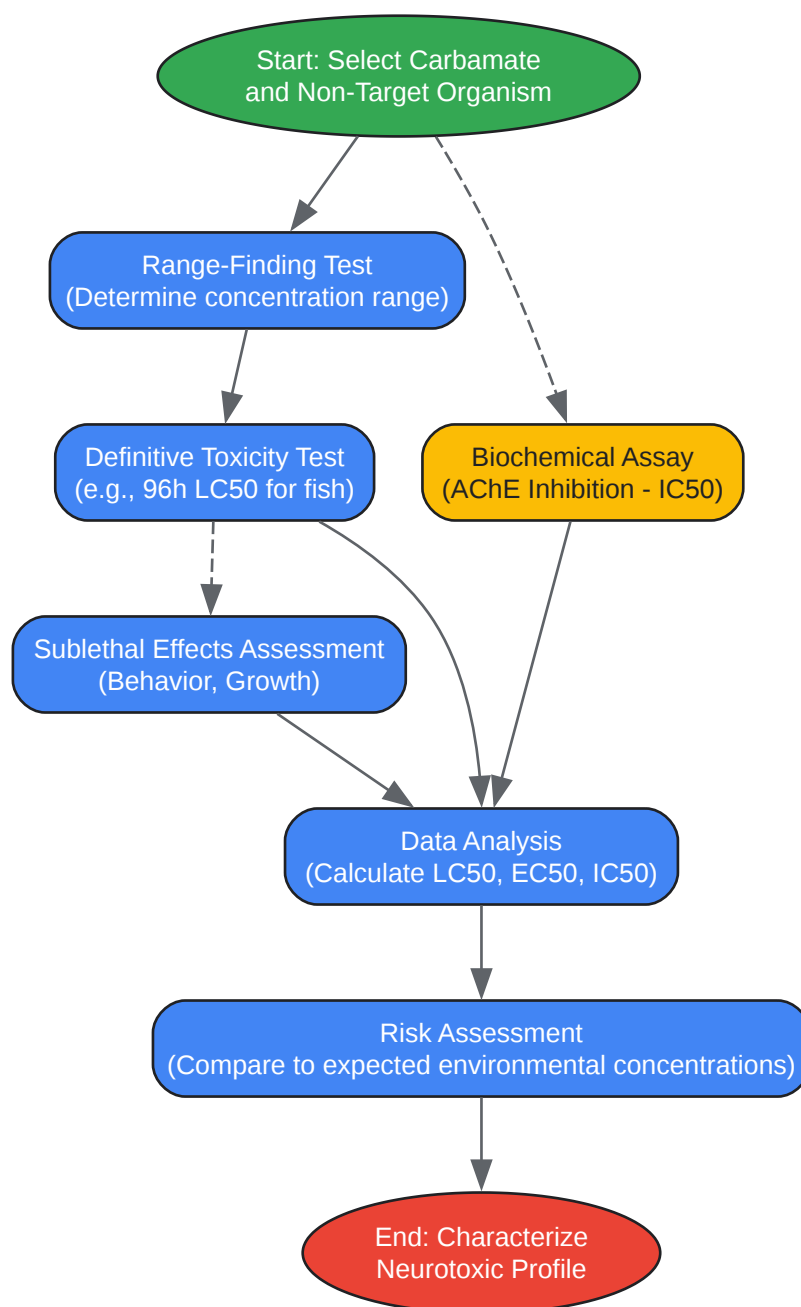 Start: Select Carbamate
and Non-Target Organism
Range-Finding Test
(Determine concentration range)
Definitive Toxicity Test
(e.g., 96h LC50 for fish)
Biochemical Assay
(AChE Inhibition - IC50)
Sublethal Effects Assessment
(Behavior, Growth)
Data Analysis
(Calculate LC50, EC50, IC50)
Risk Assessment
(Compare to expected environmental concentrations)
End: Characterize
Neurotoxic Profile